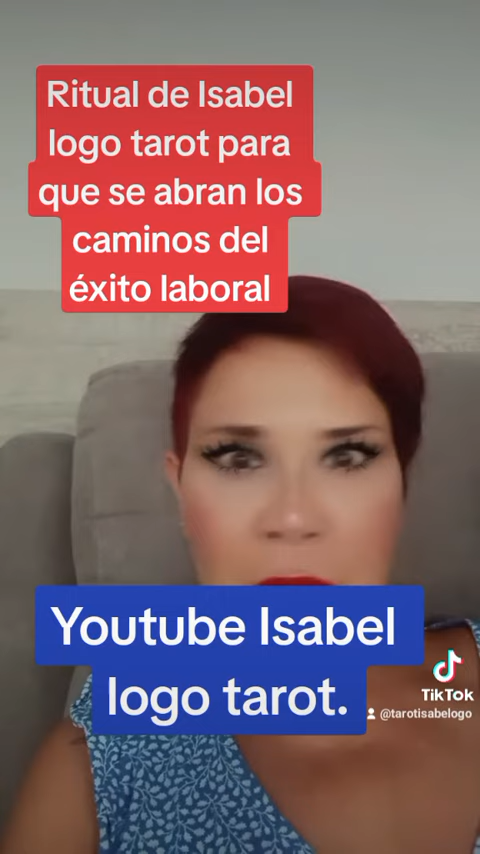 Ritual de Isabel
logo tarot para
que se abran los
caminos del
éxito laboral
Youtube Isabel
logo tarot.
TikTok
@tarotisabelogo